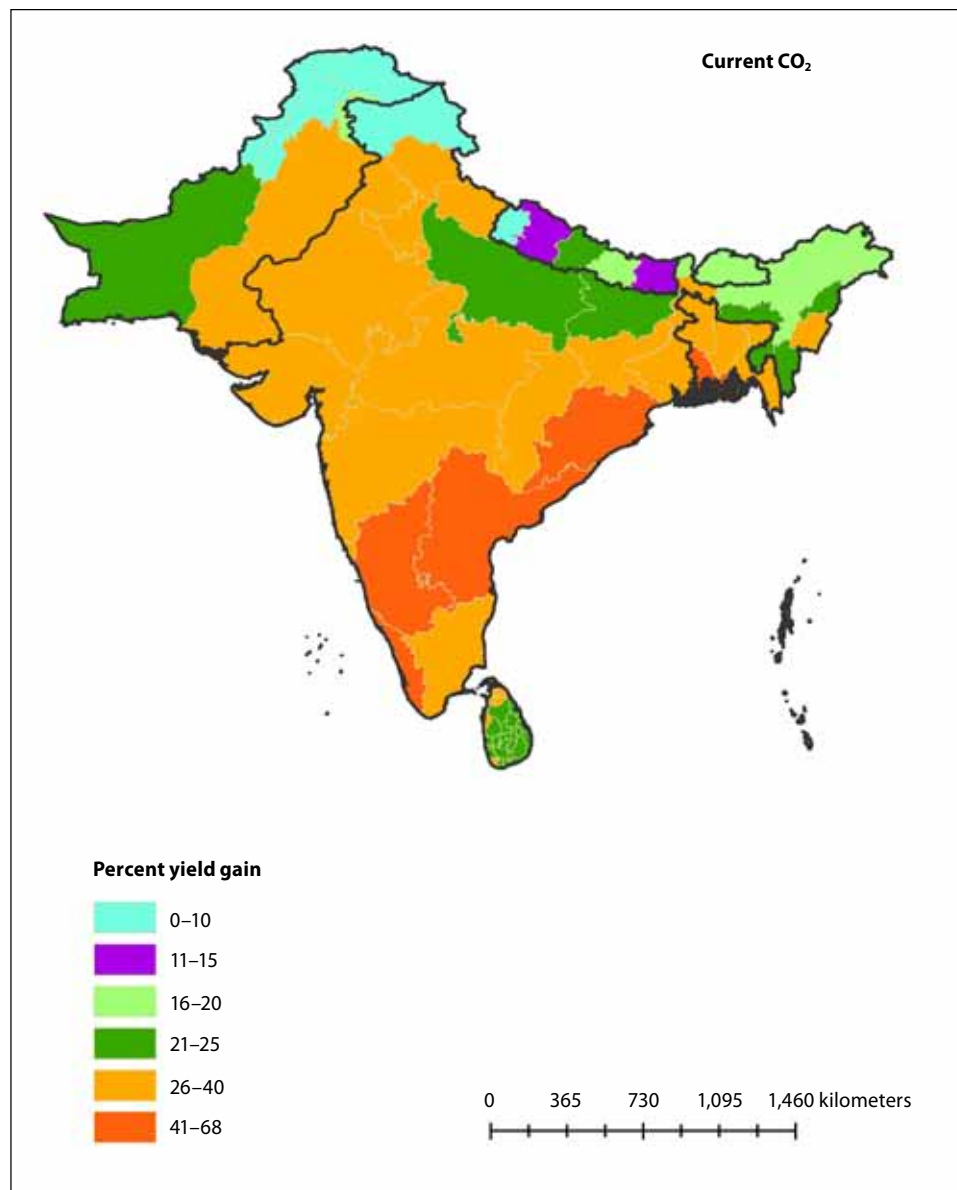 Current CO₂
Percent yield gain
0–10
11–15
16–20
21–25
26–40
41–68
0 365 730 1,095 1,460 kilometers